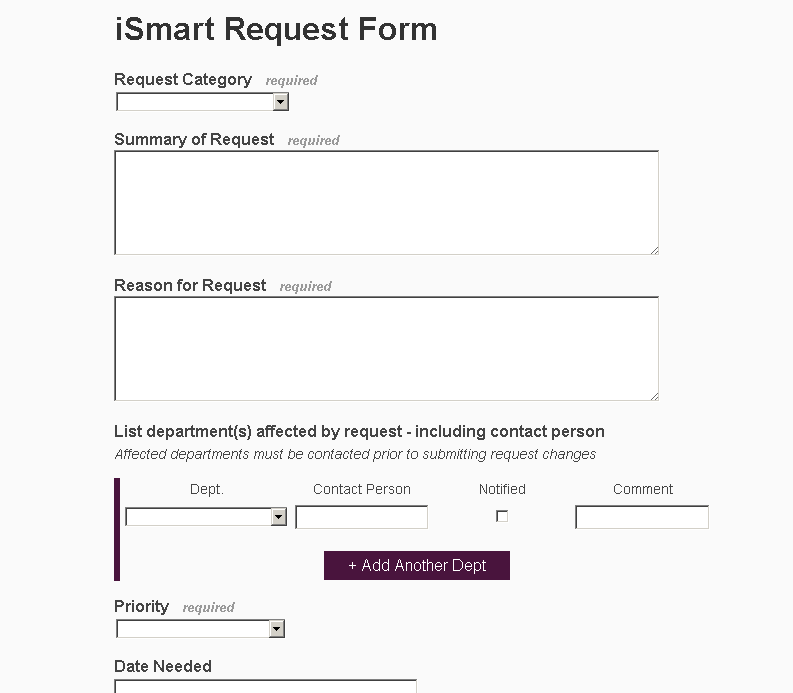 iSmart Request Form
Request Category required
Summary of Request required
Reason for Request required
List department(s) affected by request - including contact person
Affected departments must be contacted prior to submitting request changes
Dept. Contact Person Notified Comment
+ Add Another Dept
Priority required
Date Needed